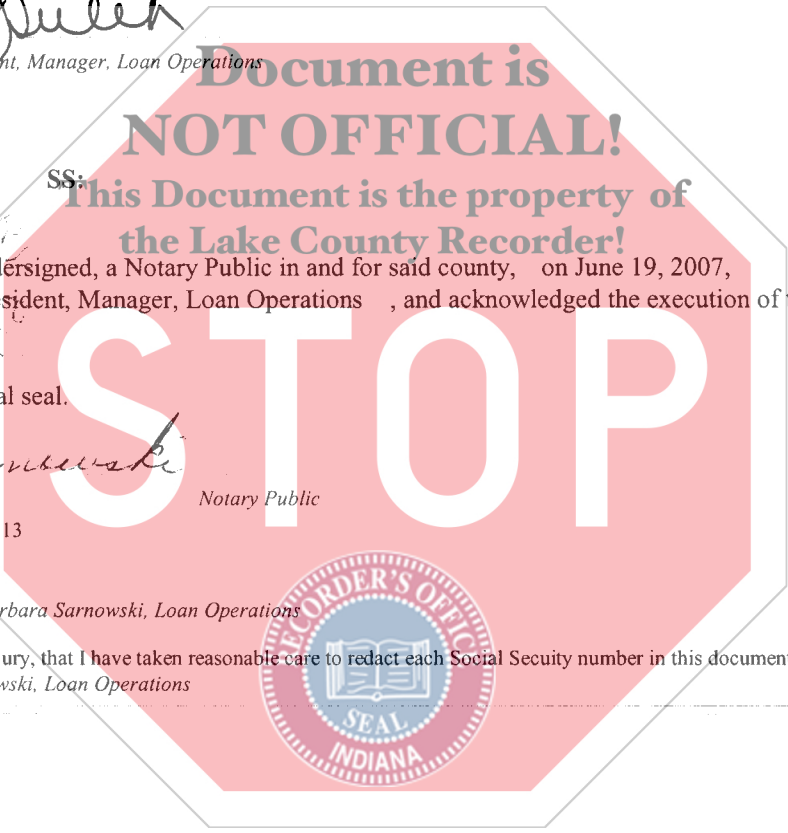 nt, Manager, Loan Operations
Document is
NOT OFFICIAL!
SS:
This Document is the property of
the Lake County Recorder!
dersigned, a Notary Public in and for said county, on June 19, 2007,
sident, Manager, Loan Operations , and acknowledged the execution of
STOP
al seal.
Notary Public
13
rbara Sarnowski, Loan Operations
ury, that I have taken reasonable care to redact each Social Secuity number in this document
wski, Loan Operations
RECORDER'S OFFICE
SEAL
INDIANA